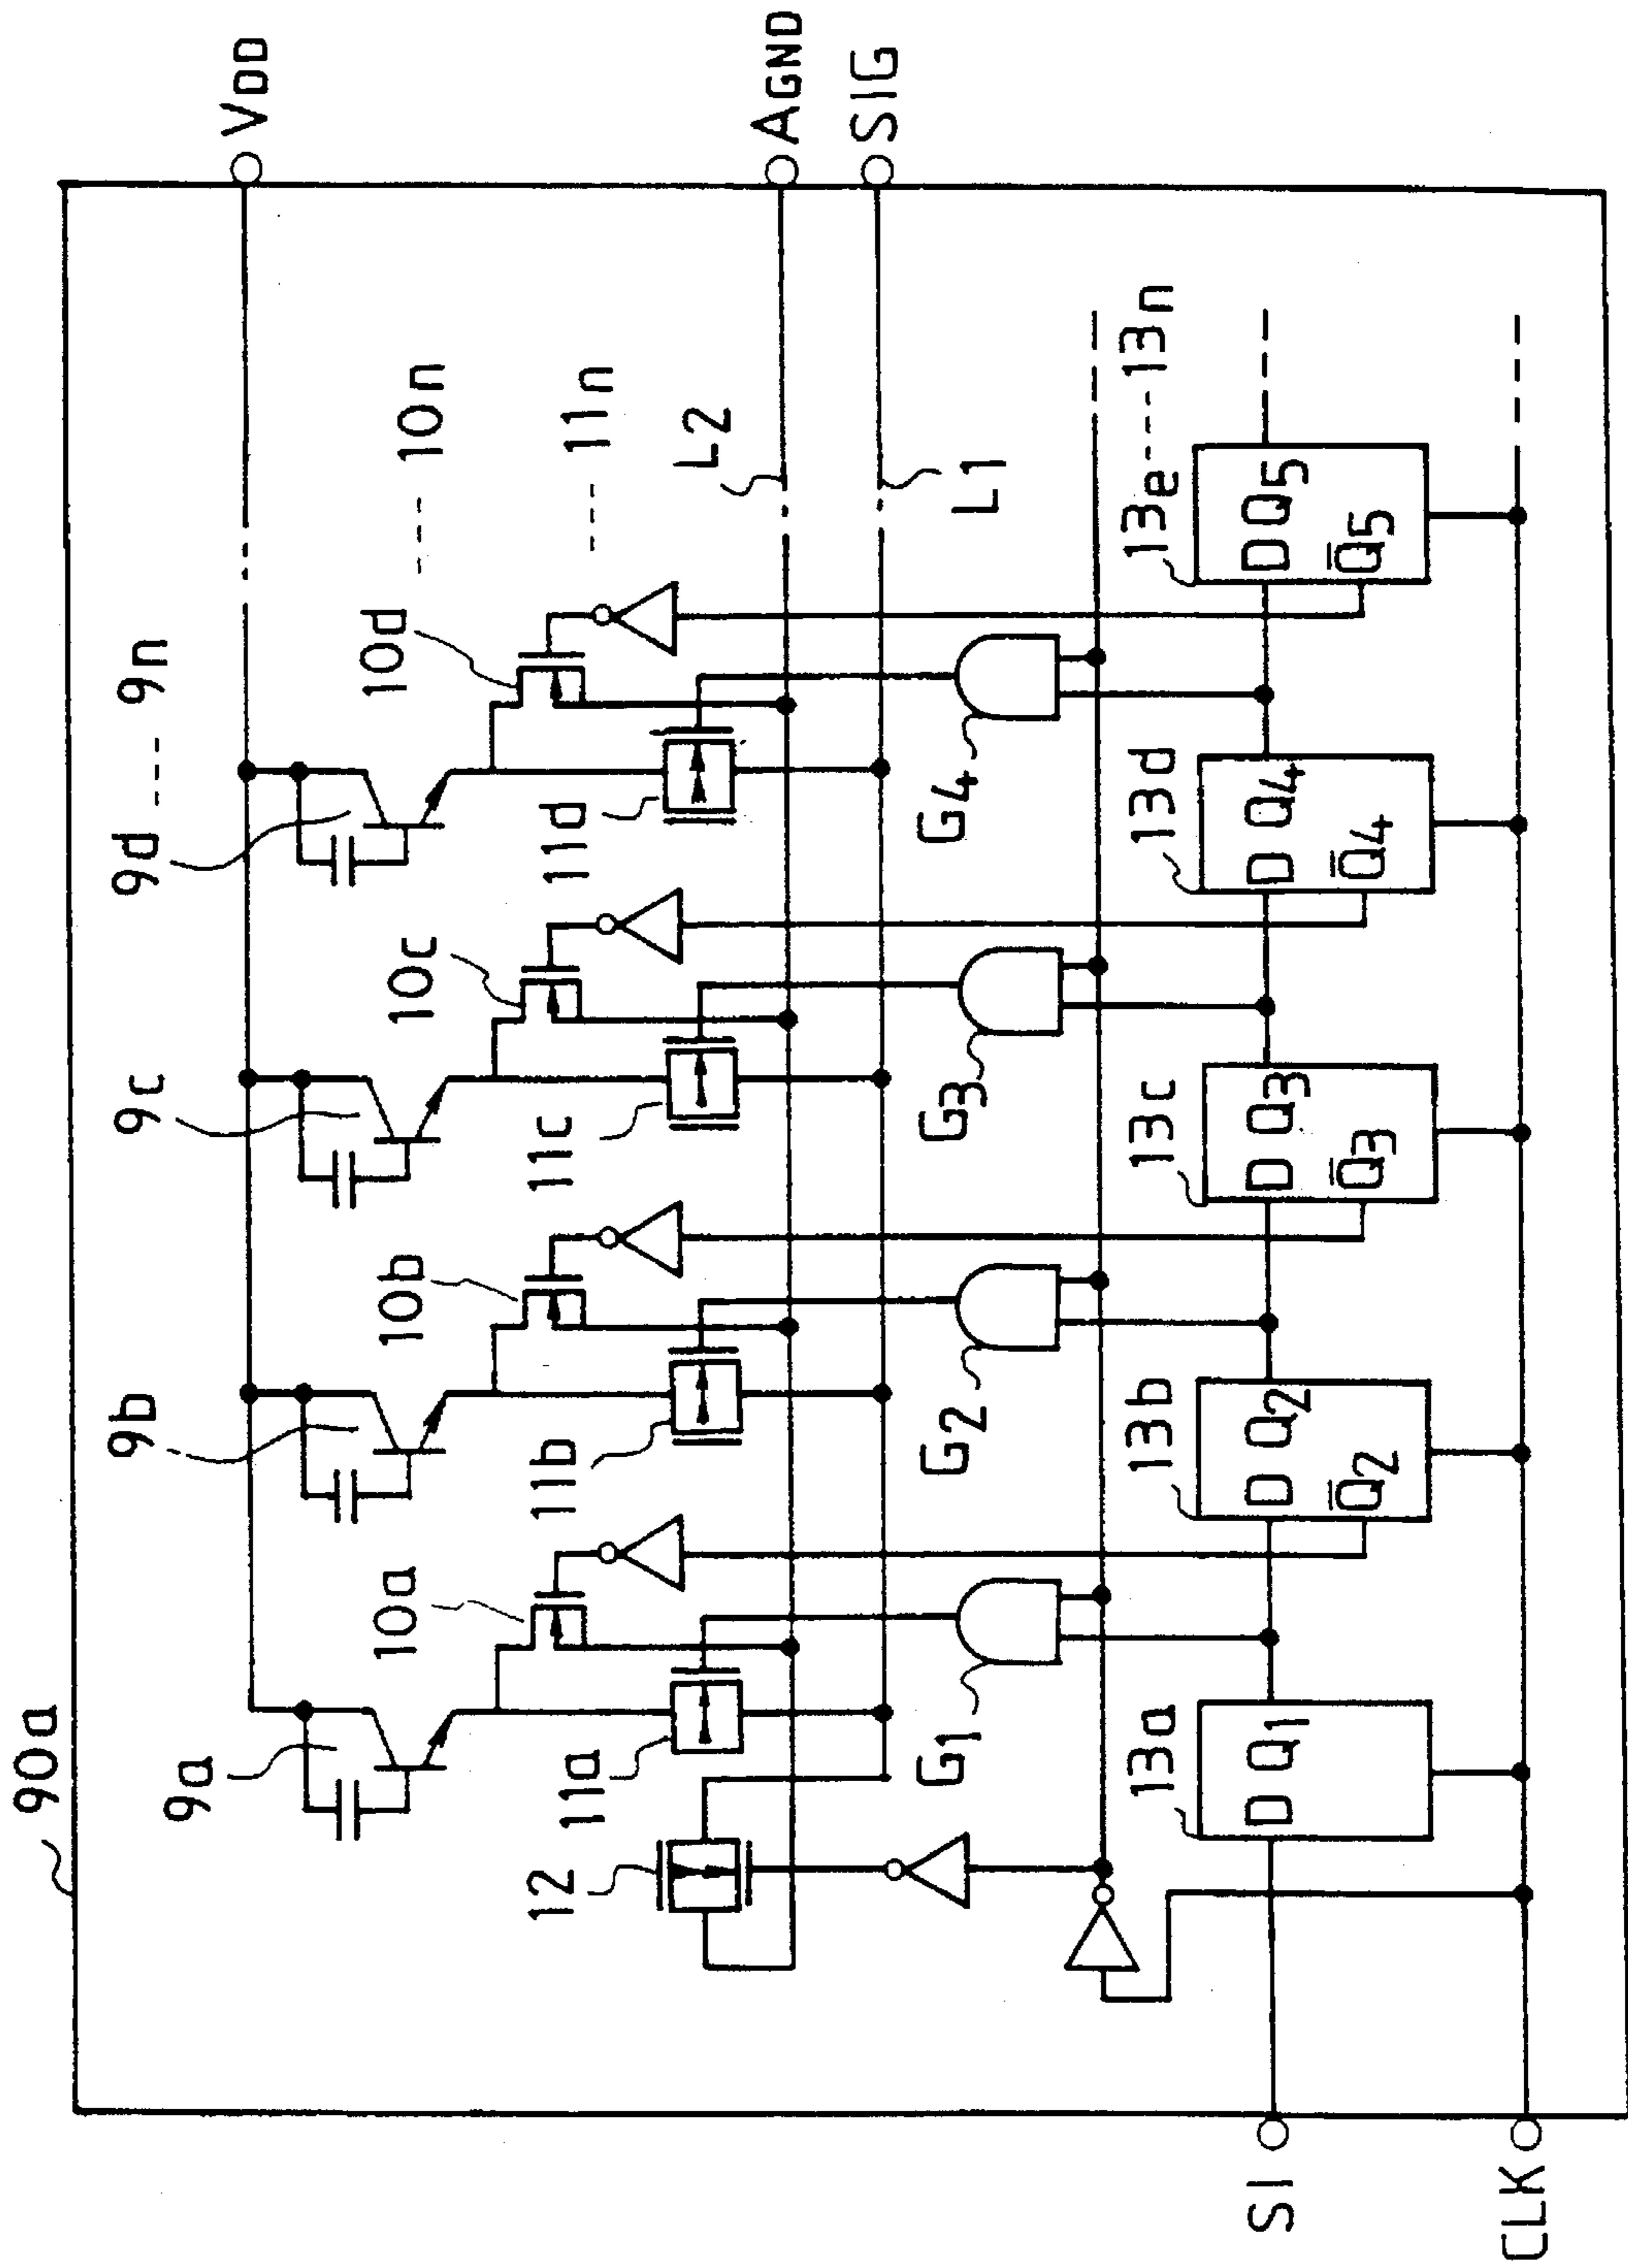 90a
9a
9b
9c
9d ---- 9n
VDD
10a
10b
10c
10d
--- 10n
12
11a
11b
11c
11d
--- 11n
L2
AGND
SIG
L1
G1
G2
G3
G4
13a
13b
13c
13d
13e ---- 13n
SI
D Q1
D Q2
D Q3
D Q4
D Q5
Q̅2
Q̅3
Q̅4
Q̅5
CLK